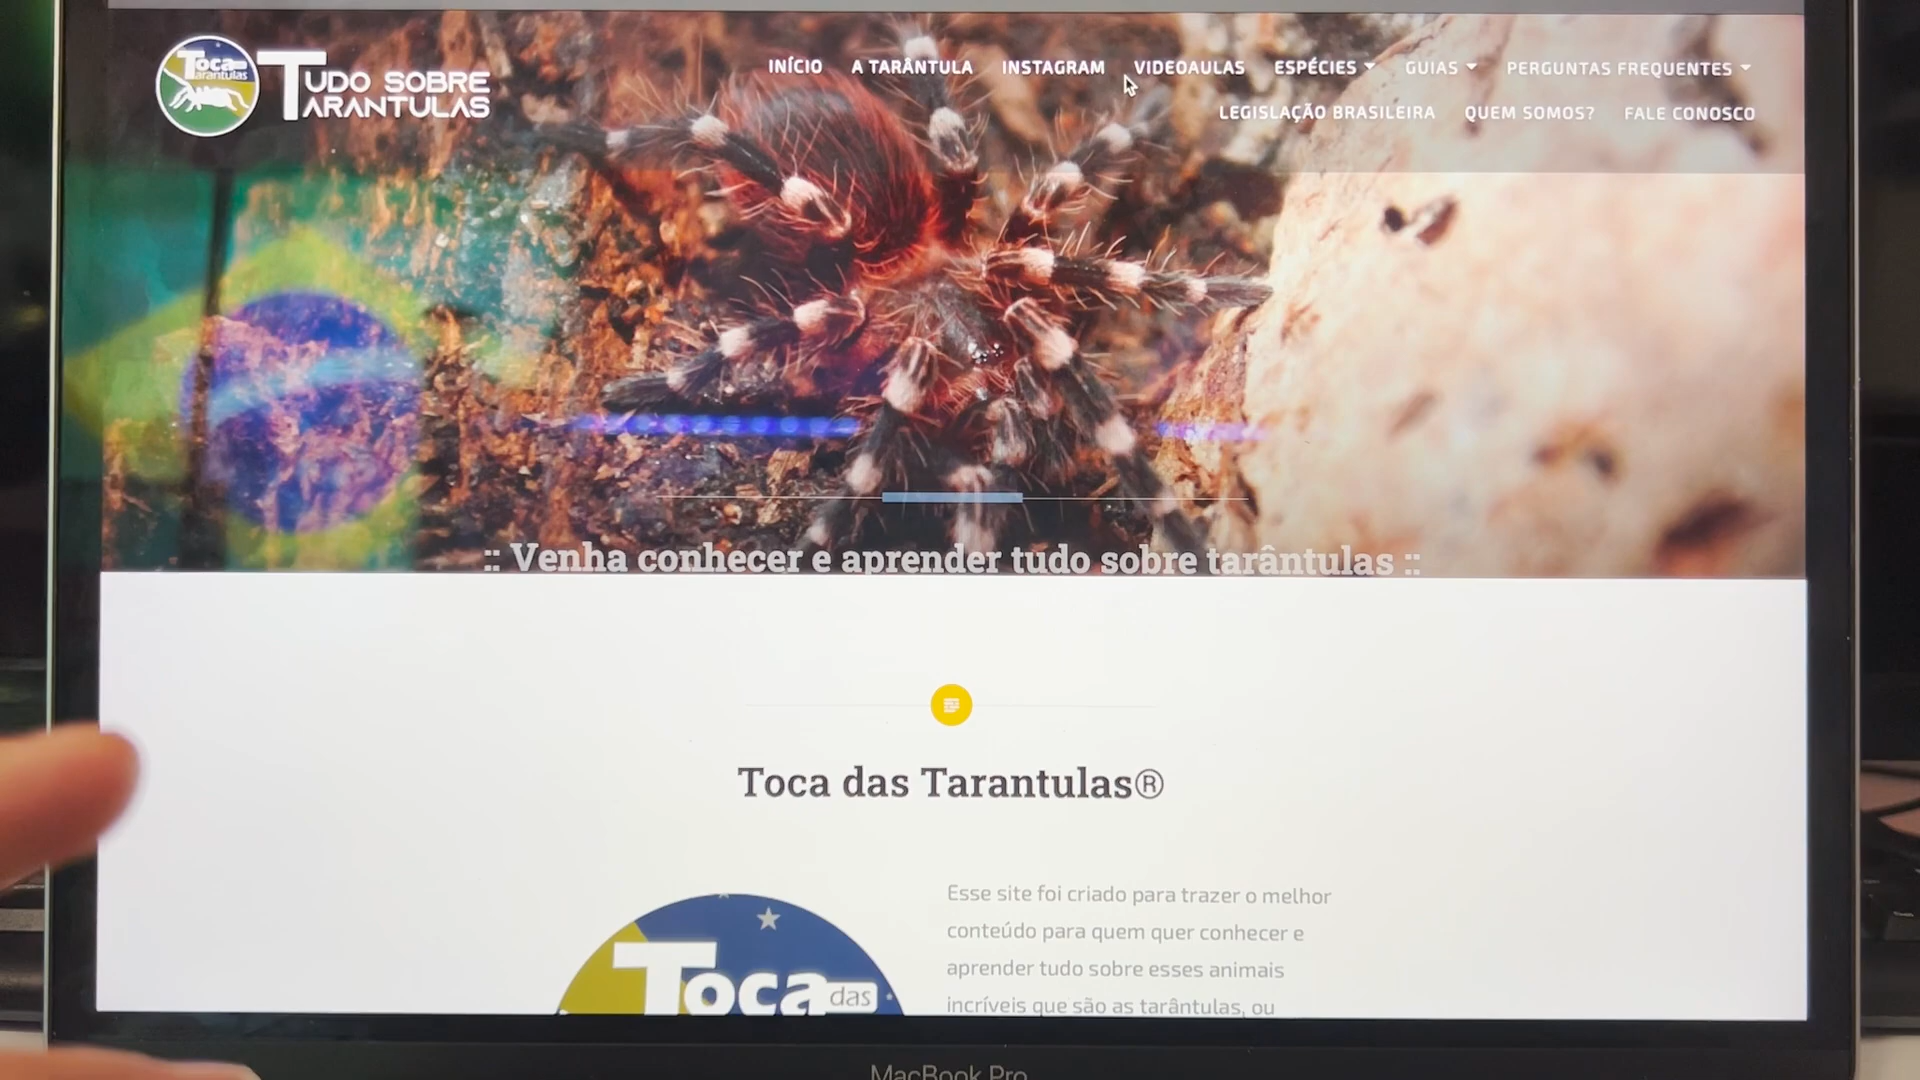 Toca das
Tarantulas
TUDO SOBRE
TARANTULAS
INÍCIO A TARÂNTULA INSTAGRAM VIDEOAULAS ESPÉCIES GUIAS PERGUNTAS FREQUENTES
LEGISLAÇÃO BRASILEIRA QUEM SOMOS? FALE CONOSCO
:: Venha conhecer e aprender tudo sobre tarântulas ::
Toca das Tarantulas®
Esse site foi criado para trazer o melhor
conteúdo para quem quer conhecer e
aprender tudo sobre esses animais
incríveis que são as tarântulas, ou
Toca das
MacBook Pro